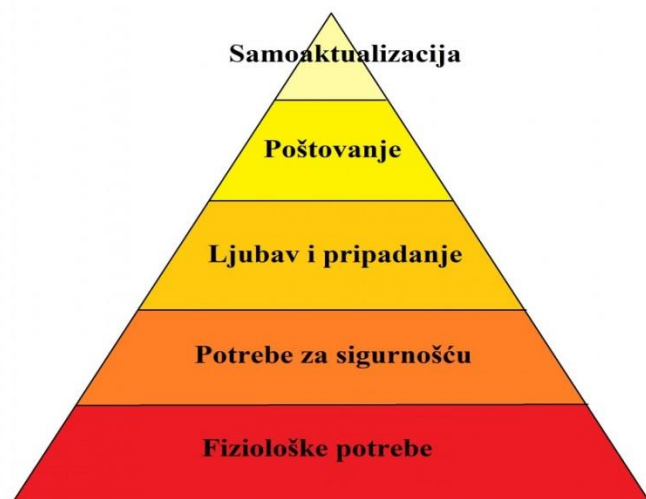 Samoaktualizacija
Poštovanje
Ljubav i pripadanje
Potrebe za sigurnošću
Fiziološke potrebe